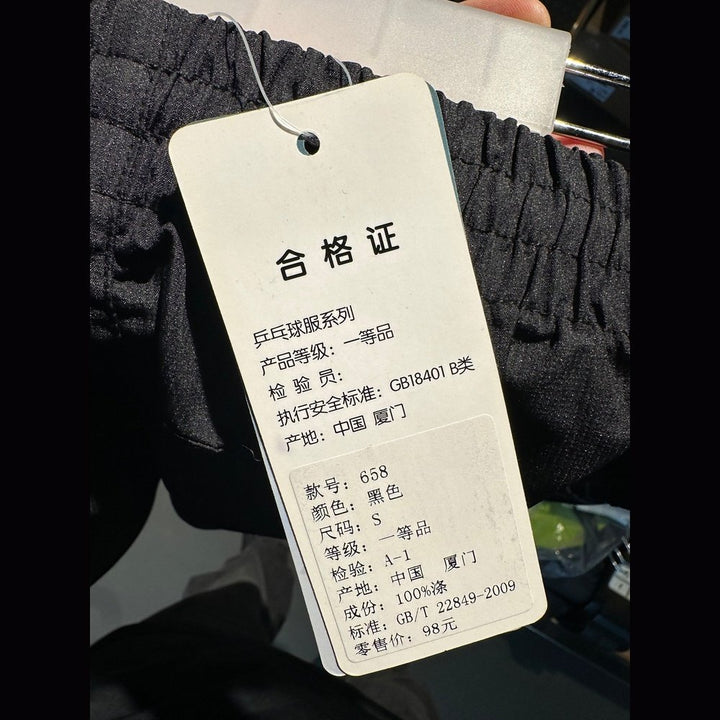 合格证
乒乓球服系列
产品等级：一等品
检 验 员：
执行安全标准：GB18401 B类
产地：中国 厦门
款号：658
颜色：黑色
尺码：S
等级：一等品
检验：A-1
产地：中国 厦门
成份：100%涤
标准：GB/T 22849-2009
零售价：98元